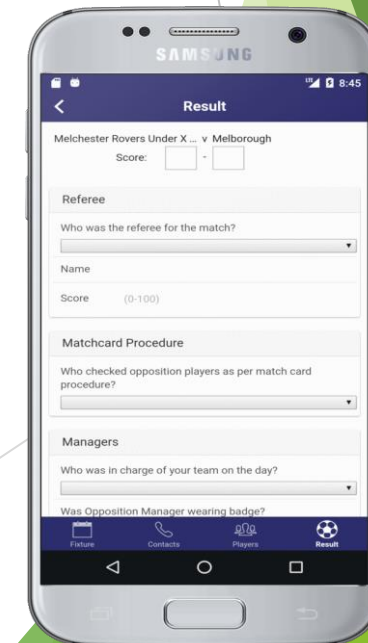 SAMSUNG
LTE 8:45
Result
Melchester Rovers Under X ... v Melborough
Score: -
Referee
Who was the referee for the match?
Name
Score (0-100)
Matchcard Procedure
Who checked opposition players as per match card
procedure?
Managers
Who was in charge of your team on the day?
Was Opposition Manager wearing badge?
Fixture Contacts Players Result